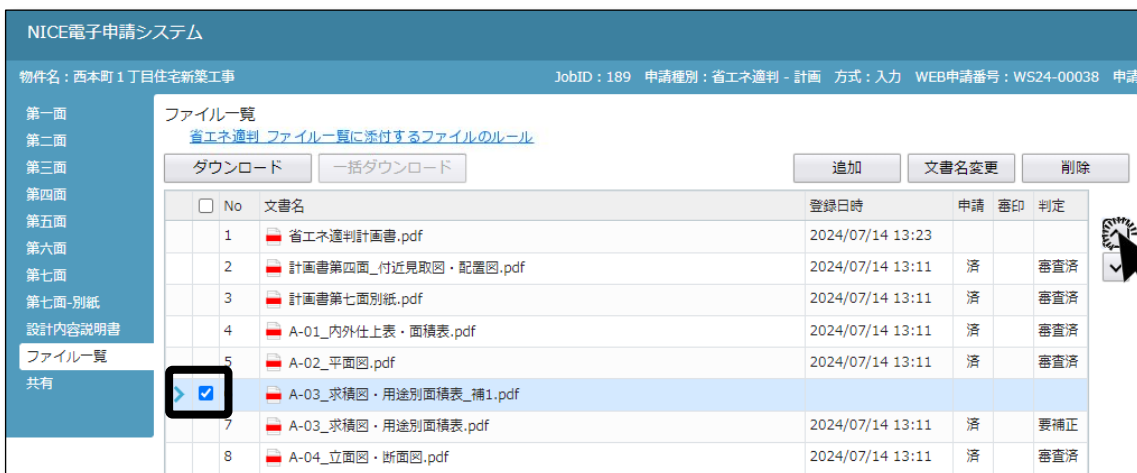 NICE電子申請システム
物件名：西本町１丁目住宅新築工事 JobID：189 申請種別：省エネ適判 - 計画 方式：入力 WEB申請番号：WS24-00038 申請
第一面
第二面
第三面
第四面
第五面
第六面
第七面
第七面-別紙
設計内容説明書
ファイル一覧
共有
ファイル一覧
省エネ適判_ファイル一覧に添付するファイルのルール
ダウンロード 一括ダウンロード 追加 文書名変更 削除
No 文書名 登録日時 申請 審印 判定
1 省エネ適判計画書.pdf 2024/07/14 13:23
2 計画書第四面_付近見取図・配置図.pdf 2024/07/14 13:11 済 審査済
3 計画書第七面別紙.pdf 2024/07/14 13:11 済 審査済
4 A-01_内外仕上表・面積表.pdf 2024/07/14 13:11 済 審査済
5 A-02_平面図.pdf 2024/07/14 13:11 済 審査済
A-03_求積図・用途別面積表_補1.pdf
7 A-03_求積図・用途別面積表.pdf 2024/07/14 13:11 済 要補正
8 A-04_立面図・断面図.pdf 2024/07/14 13:11 済 審査済